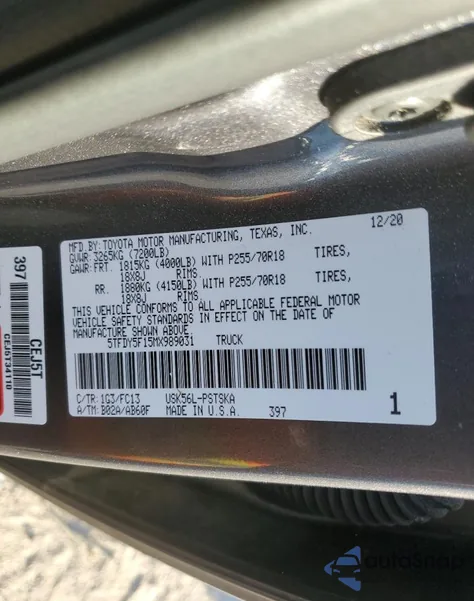 MFD.BY:TOYOTA MOTOR MANUFACTURING, TEXAS, INC. 12/20
GVWR: 3265KG (7200LB)
GAWR: FRT. 1815KG (4000LB) WITH P255/70R18 TIRES,
18X8J RIMS.
RR. 1880KG (4150LB) WITH P255/70R18 TIRES,
18X8J RIMS.
THIS VEHICLE CONFORMS TO ALL APPLICABLE FEDERAL MOTOR
VEHICLE SAFETY STANDARDS IN EFFECT ON THE DATE OF
MANUFACTURE SHOWN ABOVE.
5TFDY5F15MX989031 TRUCK
C/TR: 1G3/FC13 USK56L-PSTSKA
A/TM: B02A/AB60F MADE IN U.S.A. 397 1
397
CEJ5T
CEJ5T34110
autoSnap